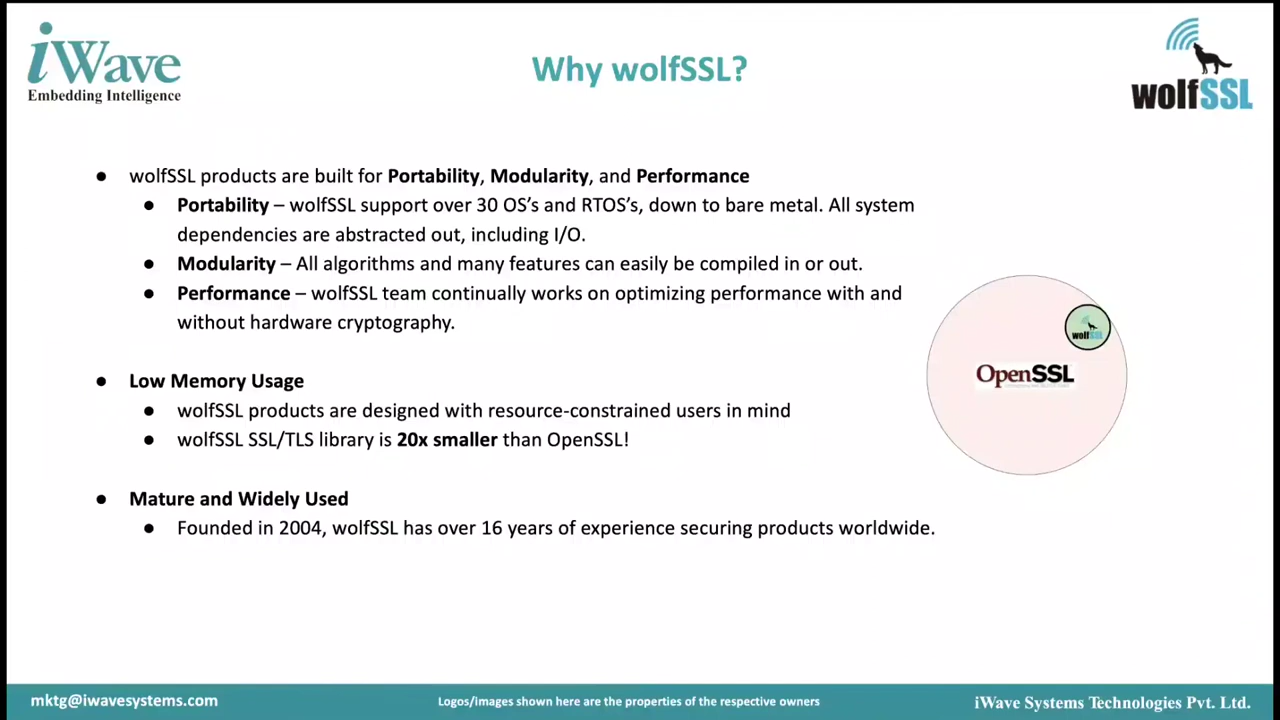 iWave
Embedding Intelligence
Why wolfSSL?
wolfSSL
● wolfSSL products are built for Portability, Modularity, and Performance
● Portability – wolfSSL support over 30 OS’s and RTOS’s, down to bare metal. All system
dependencies are abstracted out, including I/O.
● Modularity – All algorithms and many features can easily be compiled in or out.
● Performance – wolfSSL team continually works on optimizing performance with and
without hardware cryptography.
wolfSSL
OpenSSL
● Low Memory Usage
● wolfSSL products are designed with resource-constrained users in mind
● wolfSSL SSL/TLS library is 20x smaller than OpenSSL!
● Mature and Widely Used
● Founded in 2004, wolfSSL has over 16 years of experience securing products worldwide.
mktg@iwavesystems.com
Logos/Images shown here are the properties of the respective owners
iWave Systems Technologies Pvt. Ltd.